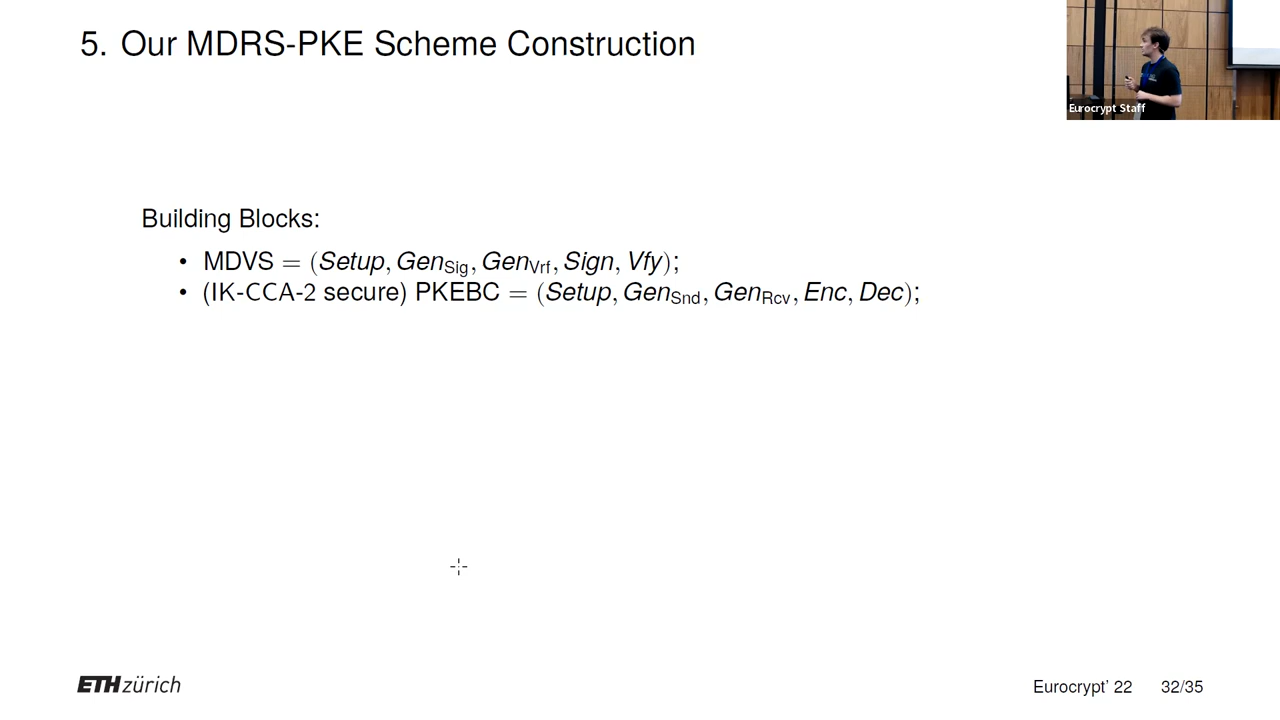 5. Our MDRS-PKE Scheme Construction
Eurocrypt Staff
Building Blocks:
• MDVS = (Setup, Gen_Sig, Gen_Vrf, Sign, Vfy);
• (IK-CCA-2 secure) PKEBC = (Setup, Gen_Snd, Gen_Rcv, Enc, Dec);
ETH zürich
Eurocrypt' 22 32/35